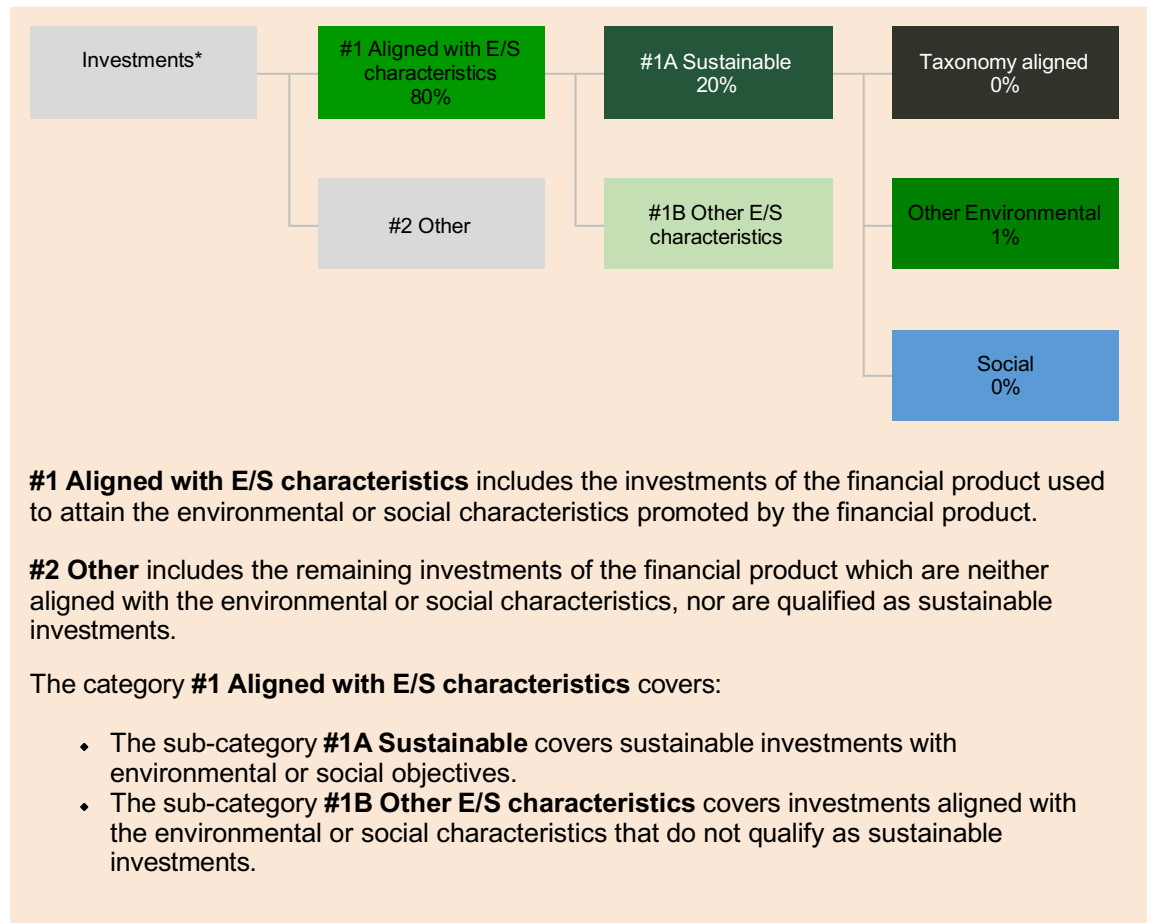 Investments*
#1 Aligned with E/S
characteristics
80%
#1A Sustainable
20%
Taxonomy aligned
0%
#2 Other
#1B Other E/S
characteristics
Other Environmental
1%
Social
0%
#1 Aligned with E/S characteristics includes the investments of the financial product used
to attain the environmental or social characteristics promoted by the financial product.
#2 Other includes the remaining investments of the financial product which are neither
aligned with the environmental or social characteristics, nor are qualified as sustainable
investments.
The category #1 Aligned with E/S characteristics covers:
The sub-category #1A Sustainable covers sustainable investments with
environmental or social objectives.
The sub-category #1B Other E/S characteristics covers investments aligned with
the environmental or social characteristics that do not qualify as sustainable
investments.